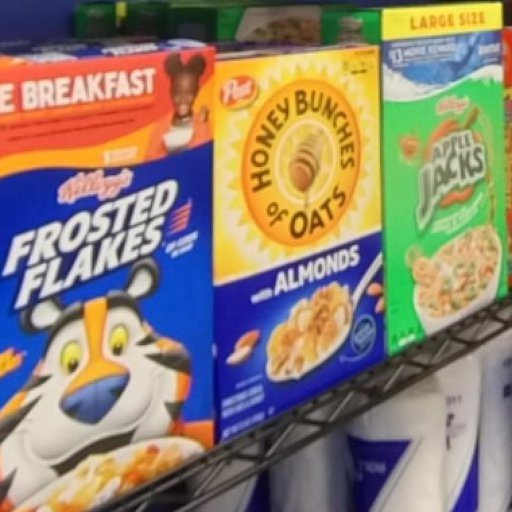 E BREAKFAST
Kellogg's
FROSTED
FLAKES
Post
HONEY BUNCHES
of OATS
with ALMONDS
LARGE SIZE
Kellogg's
APPLE
JACKS